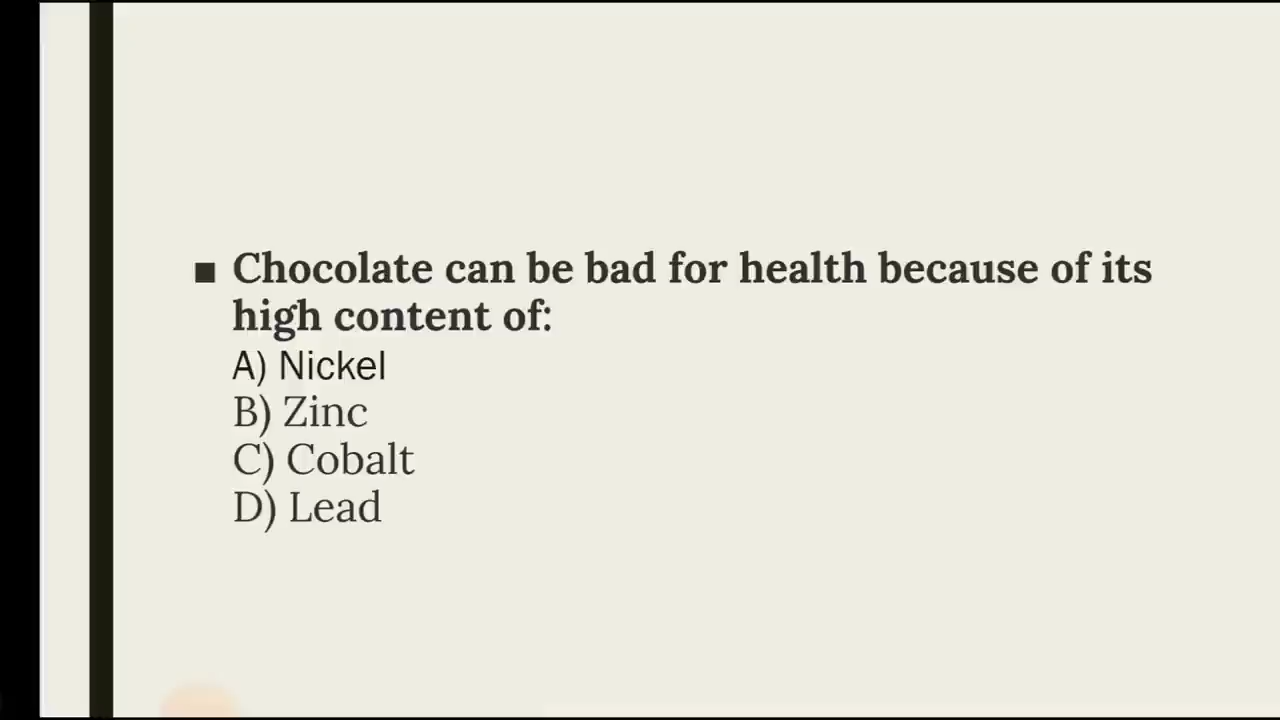 ■ Chocolate can be bad for health because of its
high content of:
A) Nickel
B) Zinc
C) Cobalt
D) Lead